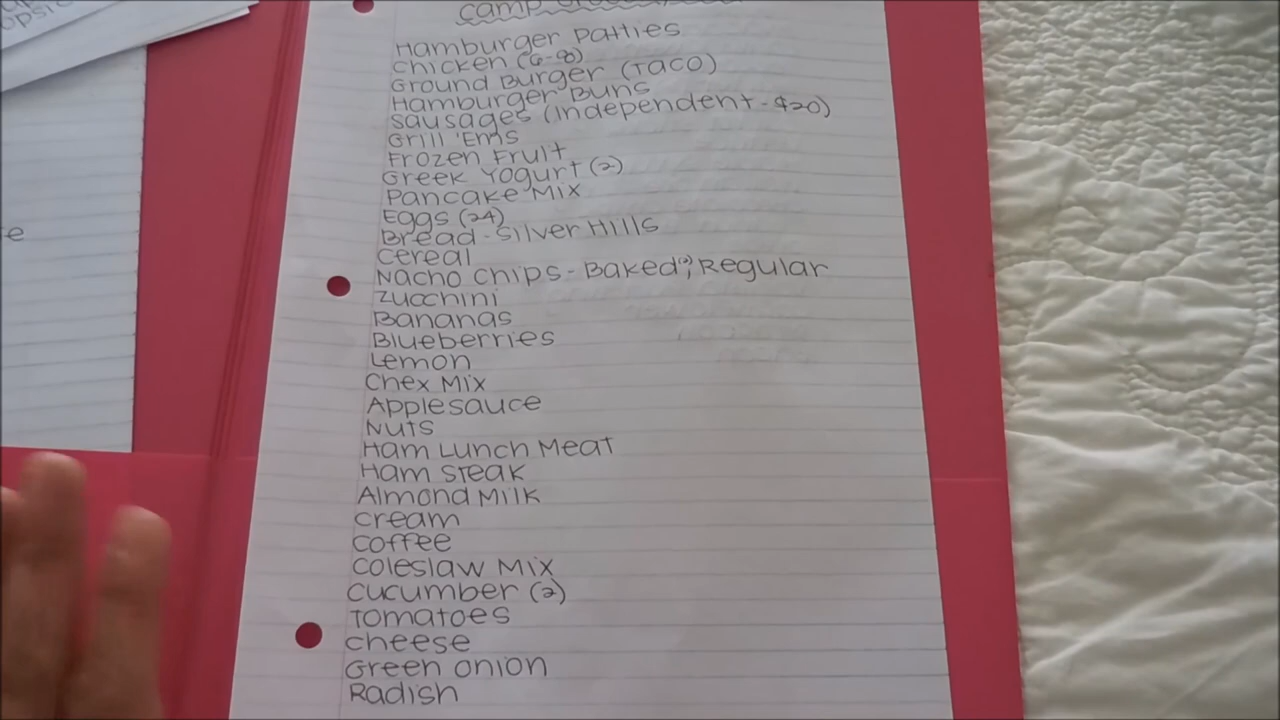 camp
Hamburger Patties
Chicken (6-8)
Ground Burger (Taco)
Hamburger Buns
Sausages (Independent - $20)
Grill 'Ems
Frozen Fruit
Greek Yogurt (2)
Pancake Mix
Eggs (24)
Bread - Silver Hills
Cereal
Nacho Chips - Baked?, Regular
Zucchini
Bananas
Blueberries
Lemon
Chex Mix
Applesauce
Nuts
Ham Lunch Meat
Ham Steak
Almond Milk
Cream
Coffee
Coleslaw Mix
Cucumber (2)
Tomatoes
Cheese
Green Onion
Radish